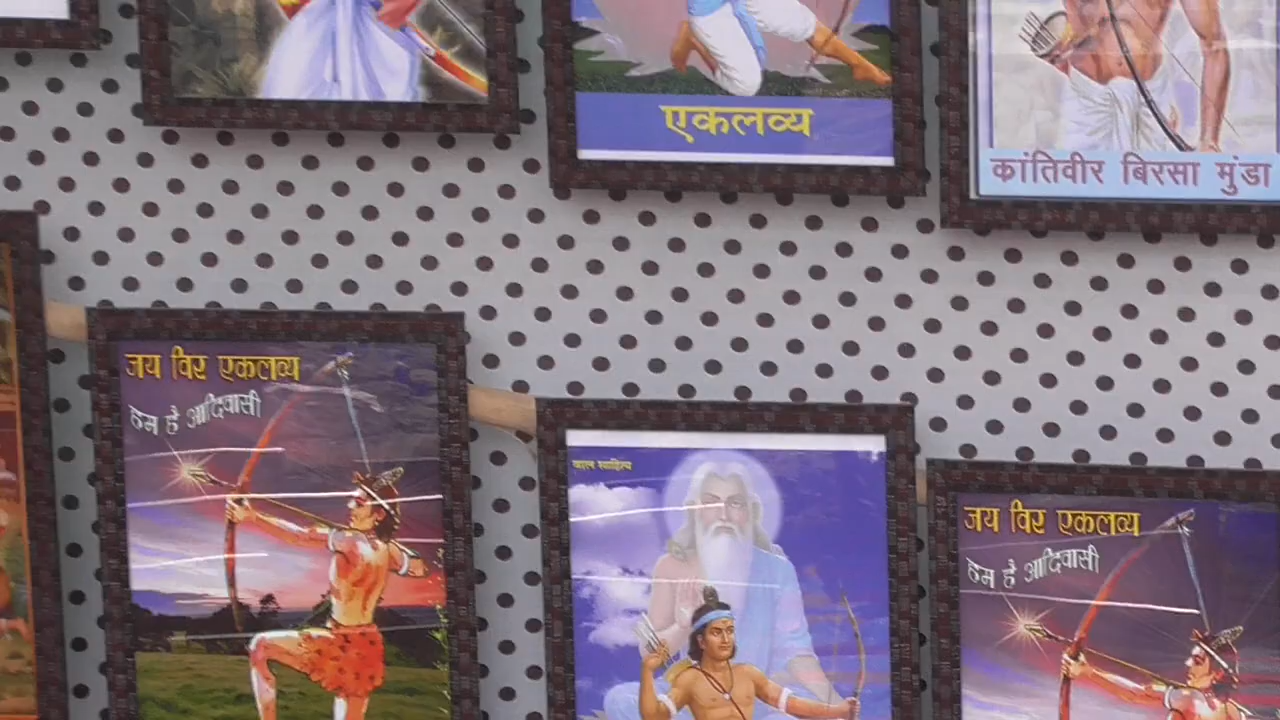 एकलव्य
कांतिवीर बिरसा मुंडा
जय विर एकलव्य
हम है आदिवासी
वाल्मीकि
जय विर एकलव्य
हम है आदिवासी